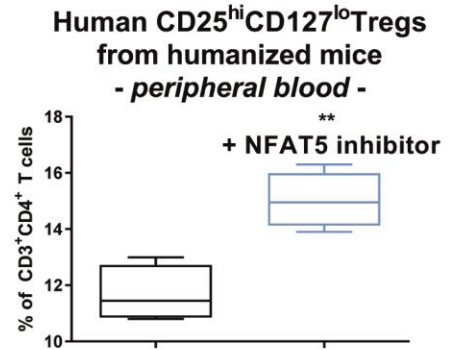 Human CD25hiCD127loTregs
from humanized mice
- peripheral blood -
**
+ NFAT5 inhibitor
% of CD3+CD4+ T cells
18
16
14
12
10